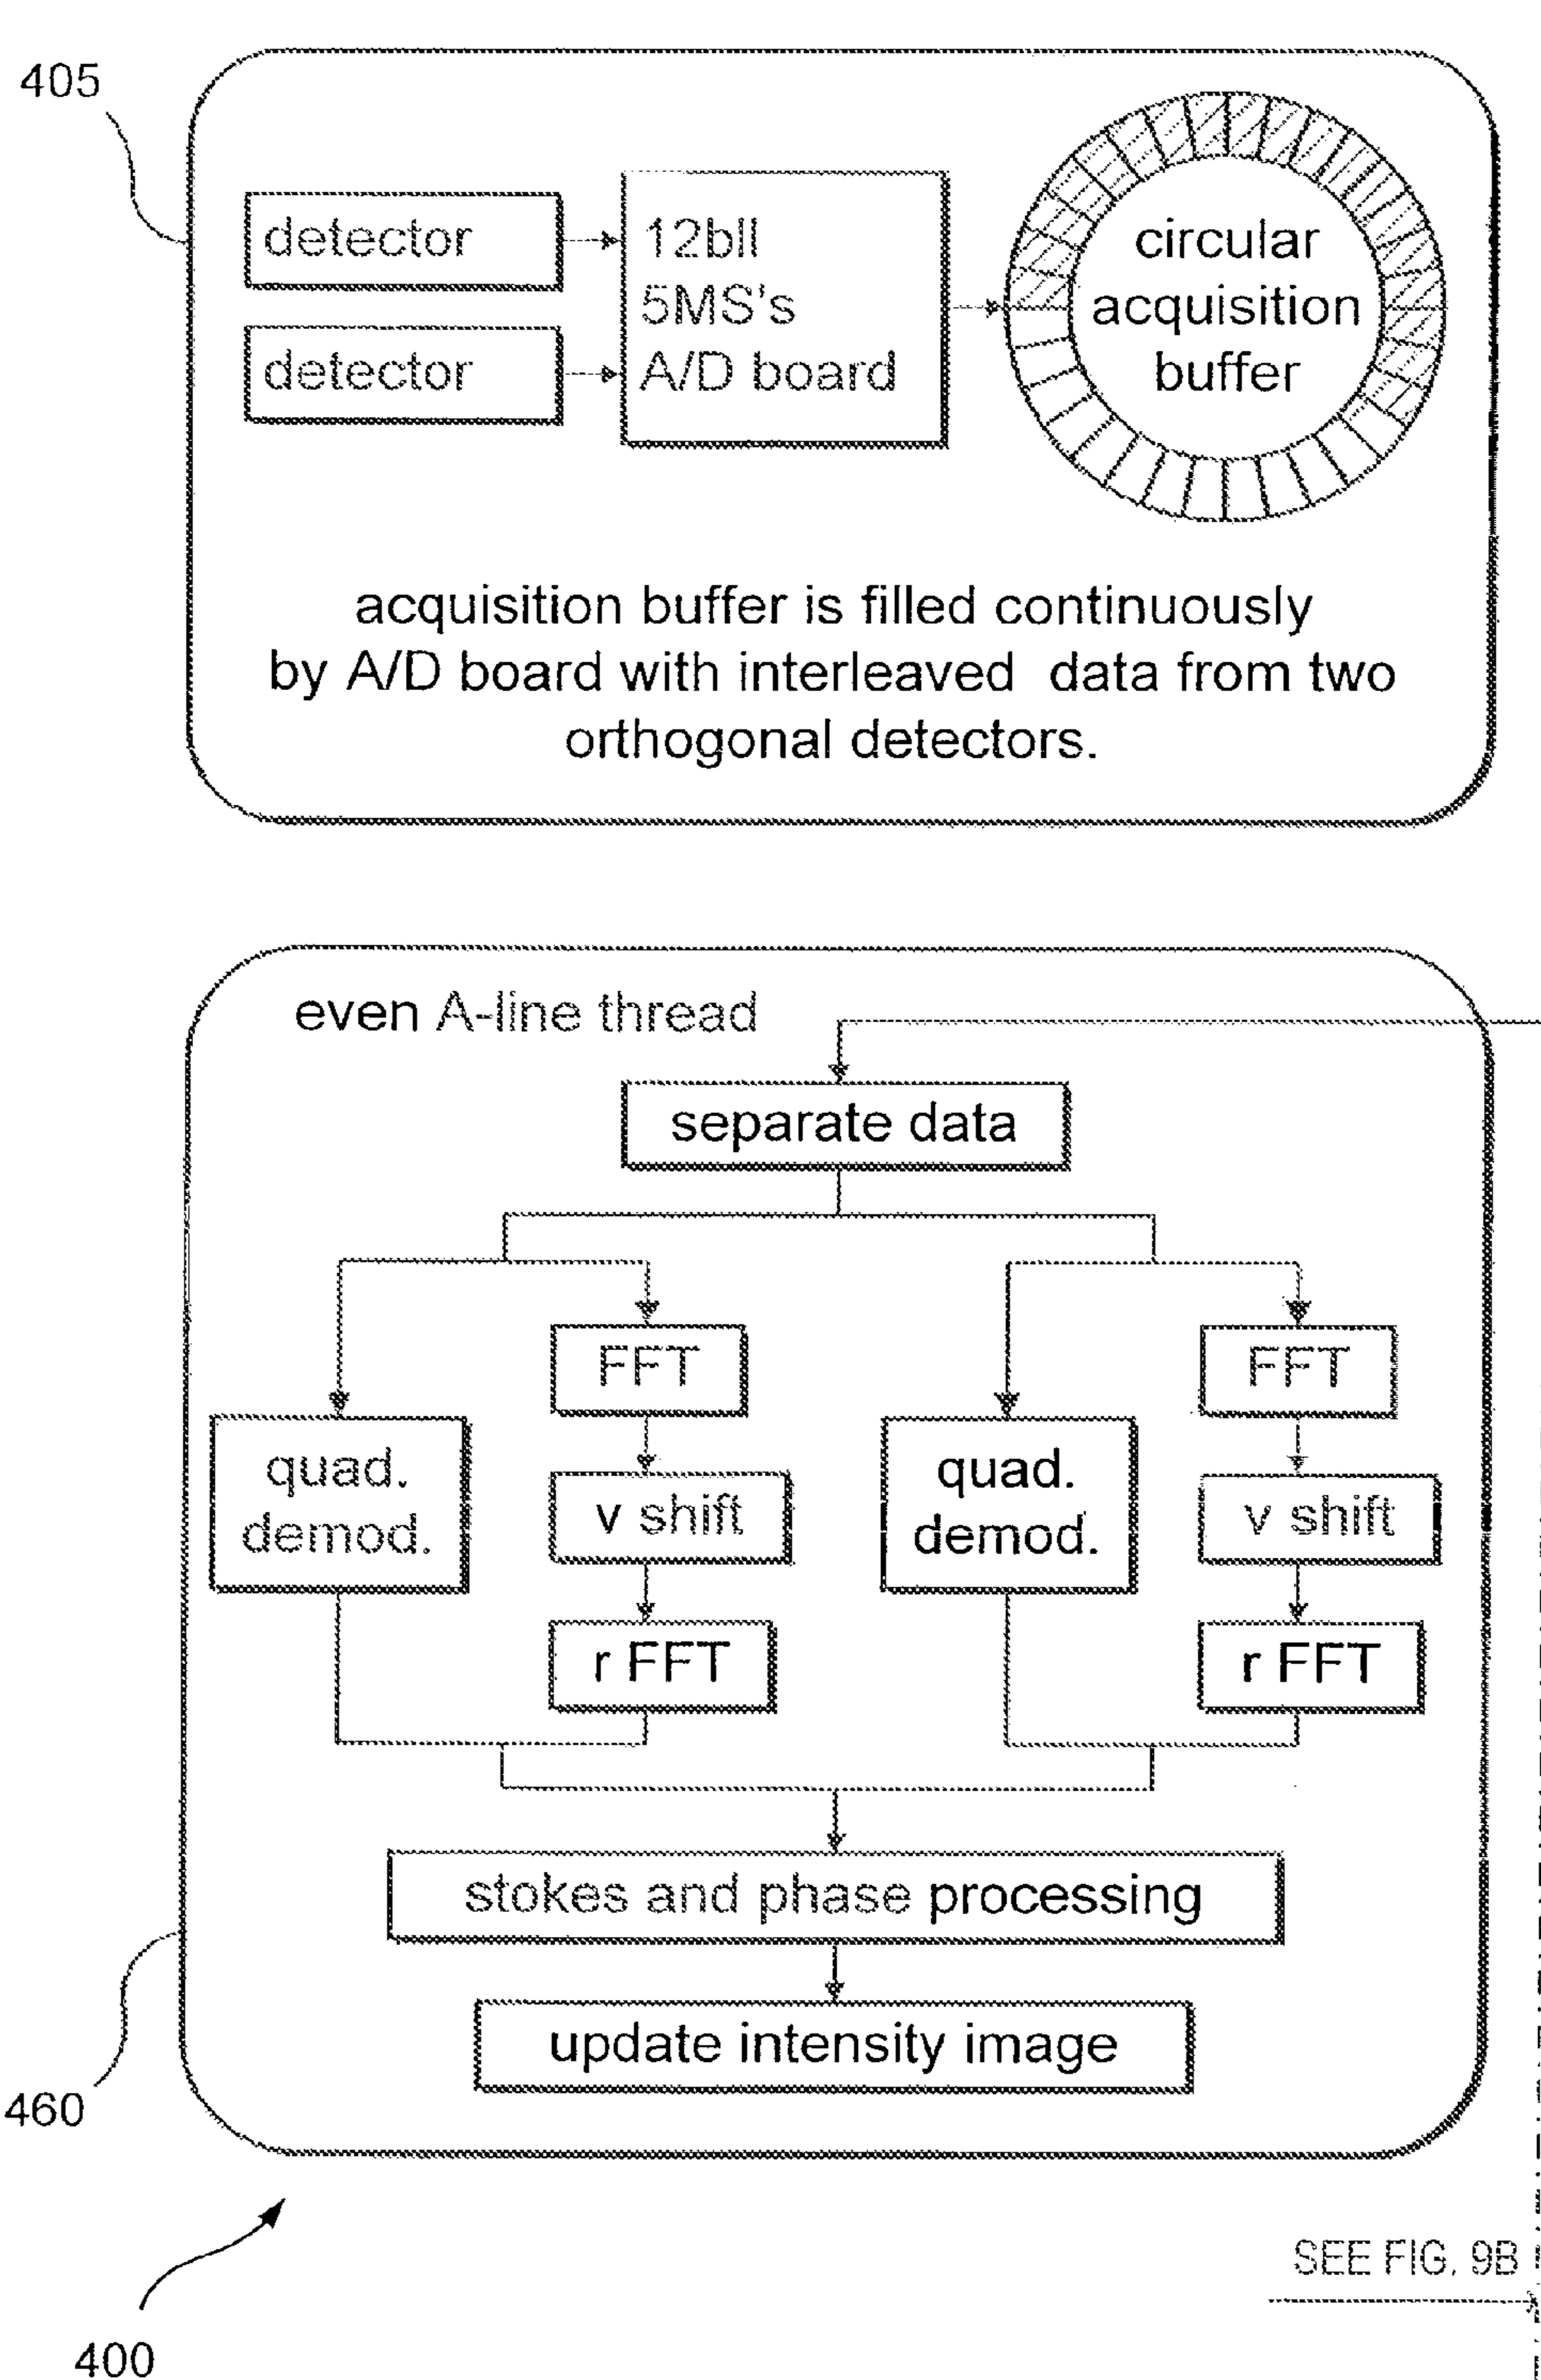 405
detector
detector
12bll
5MS's
A/D board
circular
acquisition
buffer
acquisition buffer is filled continuously
by A/D board with interleaved data from two
orthogonal detectors.
even A-line thread
separate data
FFT
FFT
quad.
demod.
v shift
quad.
demod.
v shift
r FFT
r FFT
stokes and phase processing
update intensity image
460
SEE FIG. 9B
400